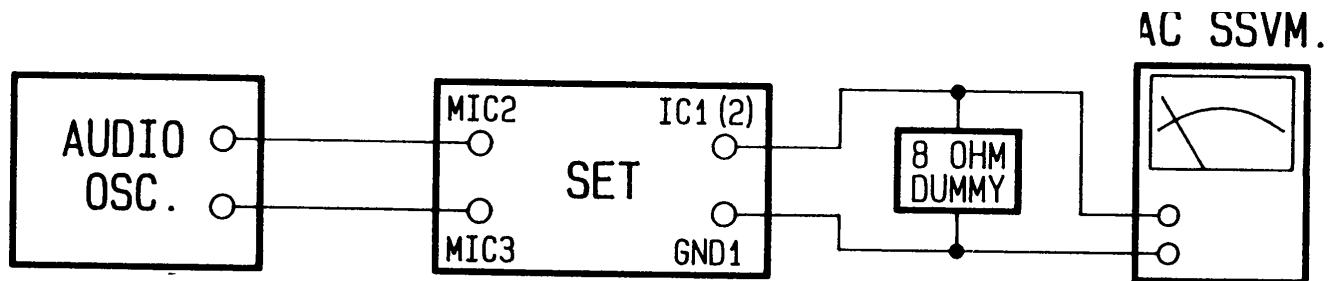 AC SSVM.
AUDIO
OSC.
MIC2
IC1(2)
SET
MIC3
GND1
8 OHM
DUMMY